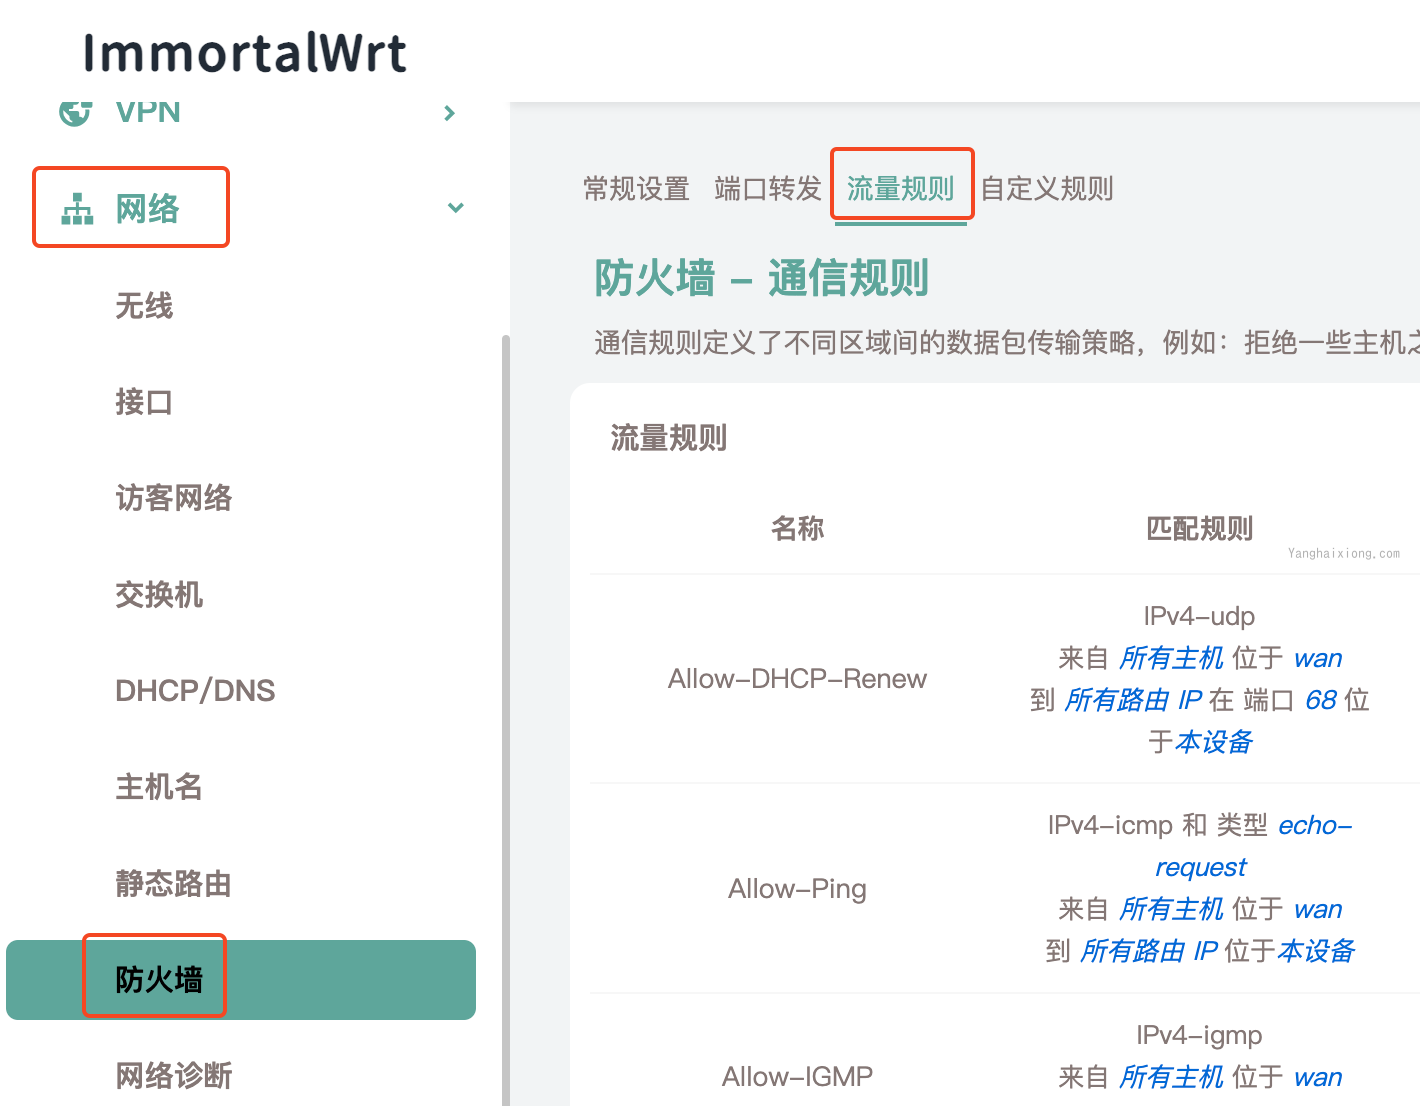 ImmortalWrt
VPN
网络
无线
接口
访客网络
交换机
DHCP/DNS
主机名
静态路由
防火墙
网络诊断
常规设置 端口转发 流量规则 自定义规则
防火墙 – 通信规则
通信规则定义了不同区域间的数据包传输策略，例如：拒绝一些主机之
流量规则
名称 匹配规则
Yanghaixiong.com
Allow-DHCP-Renew
IPv4-udp
来自 所有主机 位于 wan
到 所有路由 IP 在 端口 68 位
于本设备
Allow-Ping
IPv4-icmp 和 类型 echo-
request
来自 所有主机 位于 wan
到 所有路由 IP 位于本设备
Allow-IGMP
IPv4-igmp
来自 所有主机 位于 wan